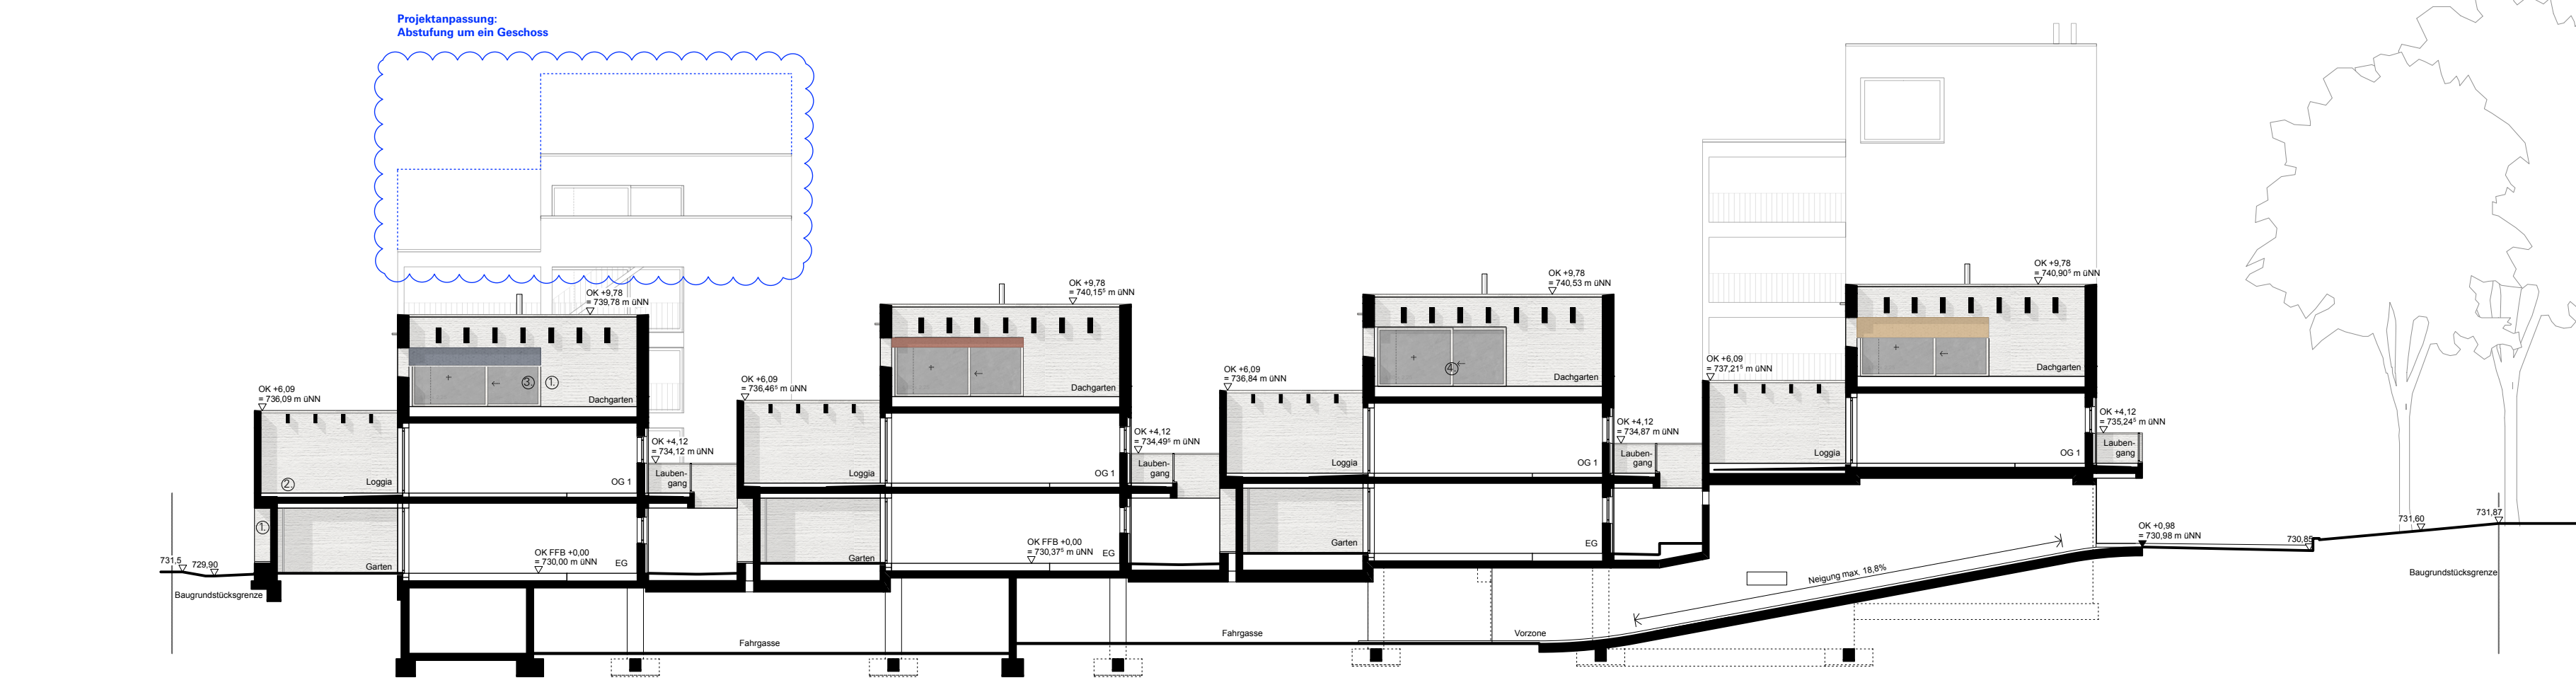 Projektanpassung:
Abstufung um ein Geschoss
OK +9,78
= 739,78 m üNN
OK +9,78
= 740,15⁵ m üNN
OK +9,78
= 740,53 m üNN
OK +9,78
= 740,90⁵ m üNN
OK +6,09
= 736,09 m üNN
OK +6,09
= 736,46⁵ m üNN
OK +6,09
= 736,84 m üNN
OK +6,09
= 737,21⁵ m üNN
3.
1.
4.
Dachgarten
Dachgarten
Dachgarten
Dachgarten
OK +4,12
= 734,12 m üNN
OK +4,12
= 734,49⁵ m üNN
OK +4,12
= 734,87 m üNN
OK +4,12
= 735,24⁵ m üNN
2.
Loggia
OG 1
Lauben-
gang
Loggia
OG 1
Lauben-
gang
Loggia
OG 1
Lauben-
gang
Loggia
OG 1
Lauben-
gang
1.
731,5
729,90
Baugrundstücksgrenze
Garten
OK FFB +0,00
= 730,00 m üNN
EG
Garten
OK FFB +0,00
= 730,37⁵ m üNN
EG
Garten
EG
OK +0,98
= 730,98 m üNN
730,85
731,60
731,87
Baugrundstücksgrenze
Neigung max. 18,8%
Fahrgasse
Fahrgasse
Vorzone